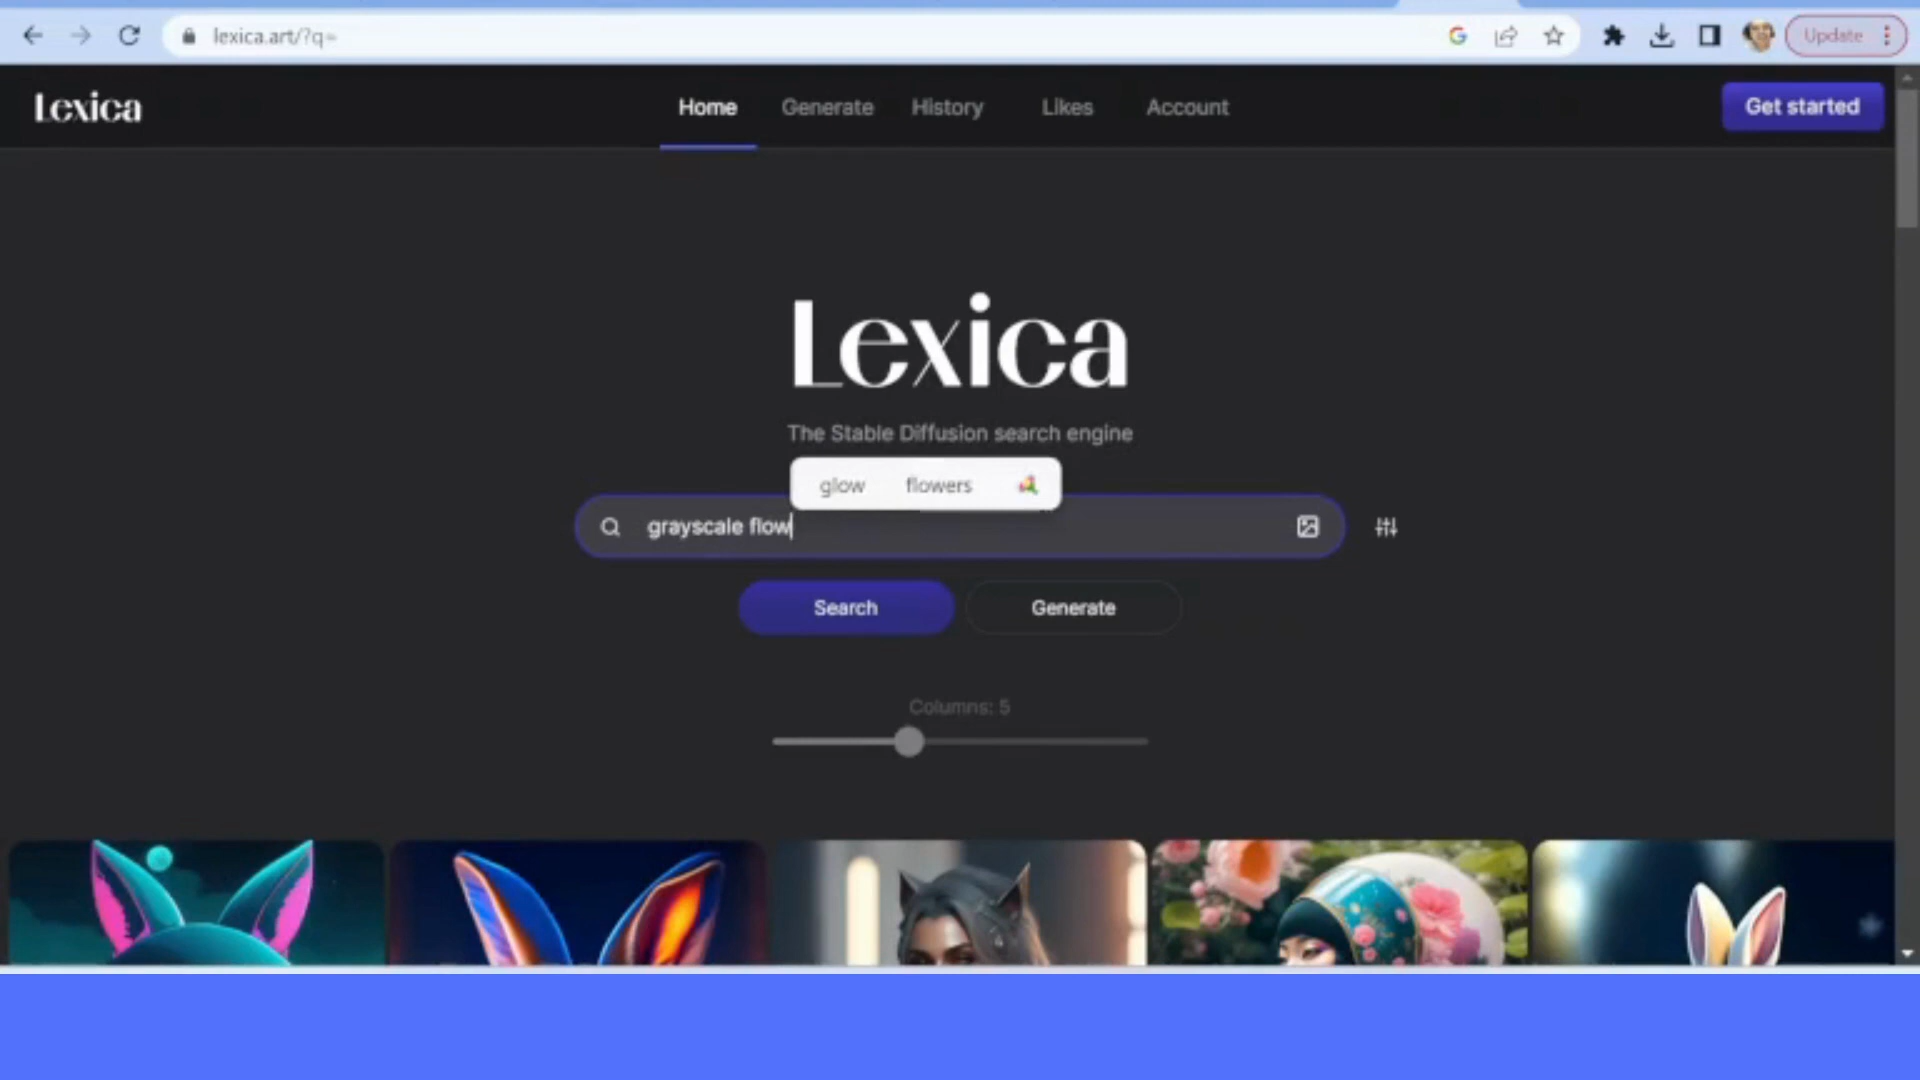 lexica.art/?q=
Update
Lexica
Home
Generate
History
Likes
Account
Get started
Lexica
The Stable Diffusion search engine
glow
flowers
grayscale flow
Search
Generate
Columns: 5